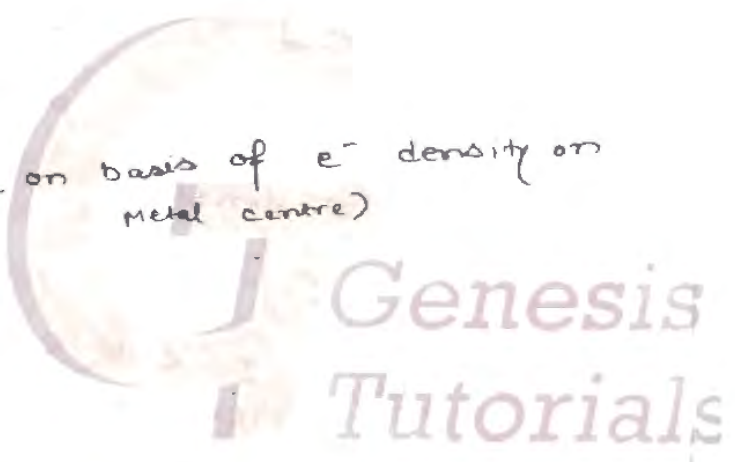 on basis of e⁻ density on
Metal centre)
Genesis
Tutorials